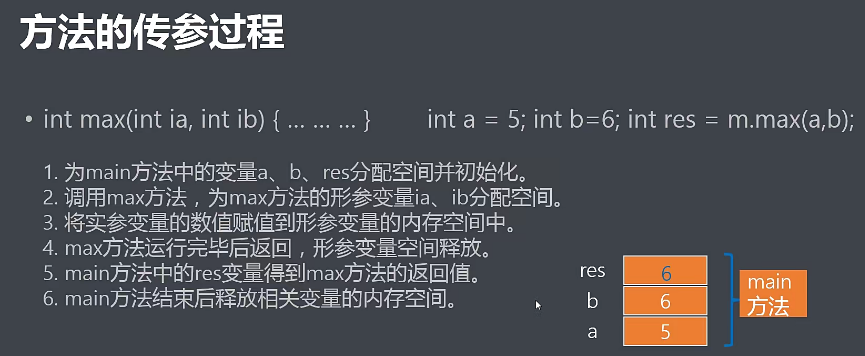 方法的传参过程
• int max(int ia, int ib) { ... ... ... } int a = 5; int b=6; int res = m.max(a,b);
1. 为main方法中的变量a、b、res分配空间并初始化。
2. 调用max方法，为max方法的形参变量ia、ib分配空间。
3. 将实参变量的数值赋值到形参变量的内存空间中。
4. max方法运行完毕后返回，形参变量空间释放。
5. main方法中的res变量得到max方法的返回值。
6. main方法结束后释放相关变量的内存空间。
res 6
b 6
a 5
main
方法